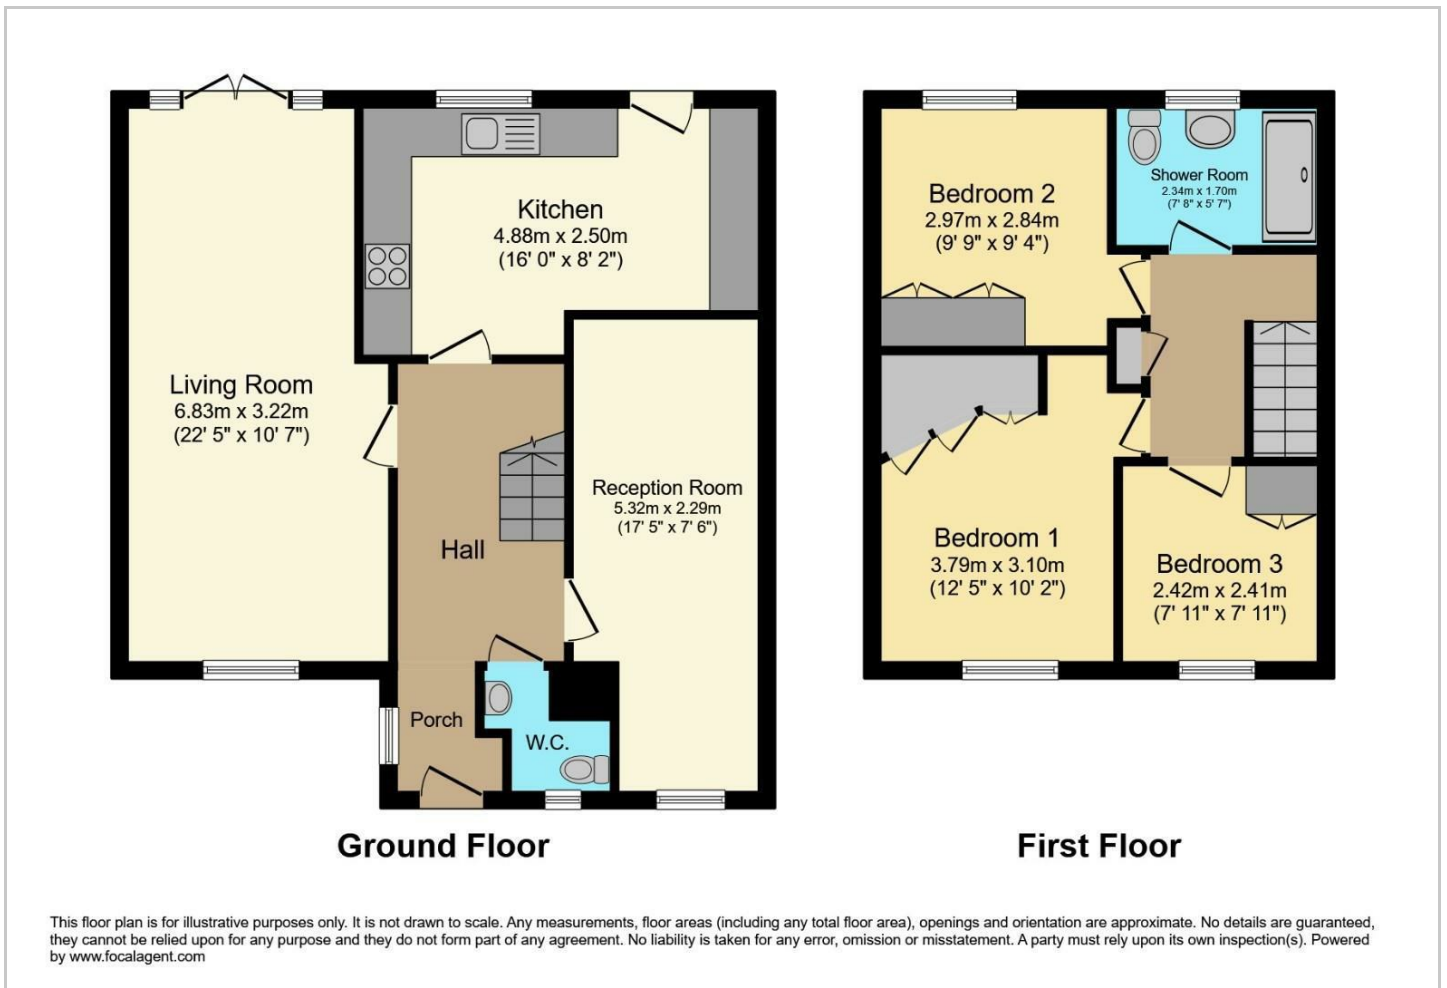 Living Room
6.83m x 3.22m
(22' 5" x 10' 7")
Kitchen
4.88m x 2.50m
(16' 0" x 8' 2")
Hall
Reception Room
5.32m x 2.29m
(17' 5" x 7' 6")
Porch
W.C.
Ground Floor
Bedroom 2
2.97m x 2.84m
(9' 9" x 9' 4")
Shower Room
2.34m x 1.70m
(7' 8" x 5' 7")
Bedroom 1
3.79m x 3.10m
(12' 5" x 10' 2")
Bedroom 3
2.42m x 2.41m
(7' 11" x 7' 11")
First Floor
This floor plan is for illustrative purposes only. It is not drawn to scale. Any measurements, floor areas (including any total floor area), openings and orientation are approximate. No details are guaranteed,
they cannot be relied upon for any purpose and they do not form part of any agreement. No liability is taken for any error, omission or misstatement. A party must rely upon its own inspection(s). Powered
by www.focalagent.com